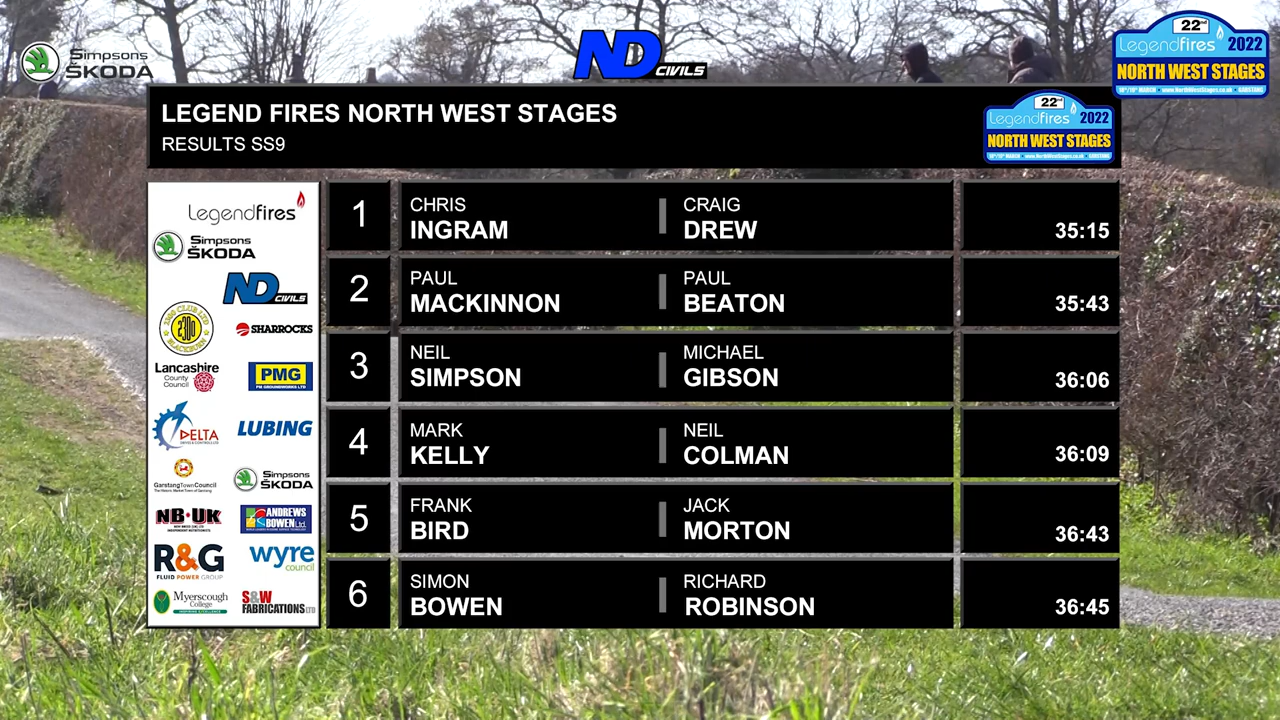 Simpsons
ŠKODA
ND CIVILS
22nd
Legendfires 2022
NORTH WEST STAGES
LEGEND FIRES NORTH WEST STAGES
RESULTS SS9
22nd
Legendfires 2022
NORTH WEST STAGES
Legendfires
Simpsons
ŠKODA
ND CIVILS
SHARROCKS
Lancashire
County
Council
PMG
PM GROUNDWORKS LTD
DELTA
LUBING
GarstangTownCouncil
Simpsons
ŠKODA
NB·UK
ANDREWS
BOWEN Ltd.
R&G
FLUID POWER GROUP
wyre
council
Myerscough
College
S&W
FABRICATIONS LTD
1
CHRIS
INGRAM
CRAIG
DREW
35:15
2
PAUL
MACKINNON
PAUL
BEATON
35:43
3
NEIL
SIMPSON
MICHAEL
GIBSON
36:06
4
MARK
KELLY
NEIL
COLMAN
36:09
5
FRANK
BIRD
JACK
MORTON
36:43
6
SIMON
BOWEN
RICHARD
ROBINSON
36:45